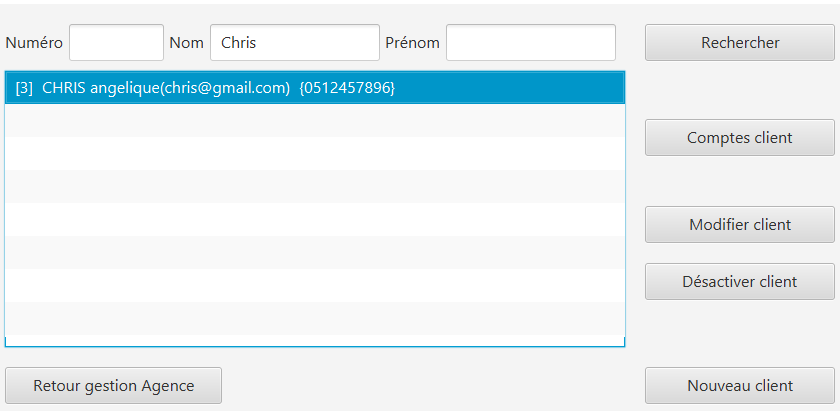 Numéro Nom Chris Prénom Rechercher
[3] CHRIS angelique(chris@gmail.com) {0512457896}
Comptes client
Modifier client
Désactiver client
Retour gestion Agence Nouveau client